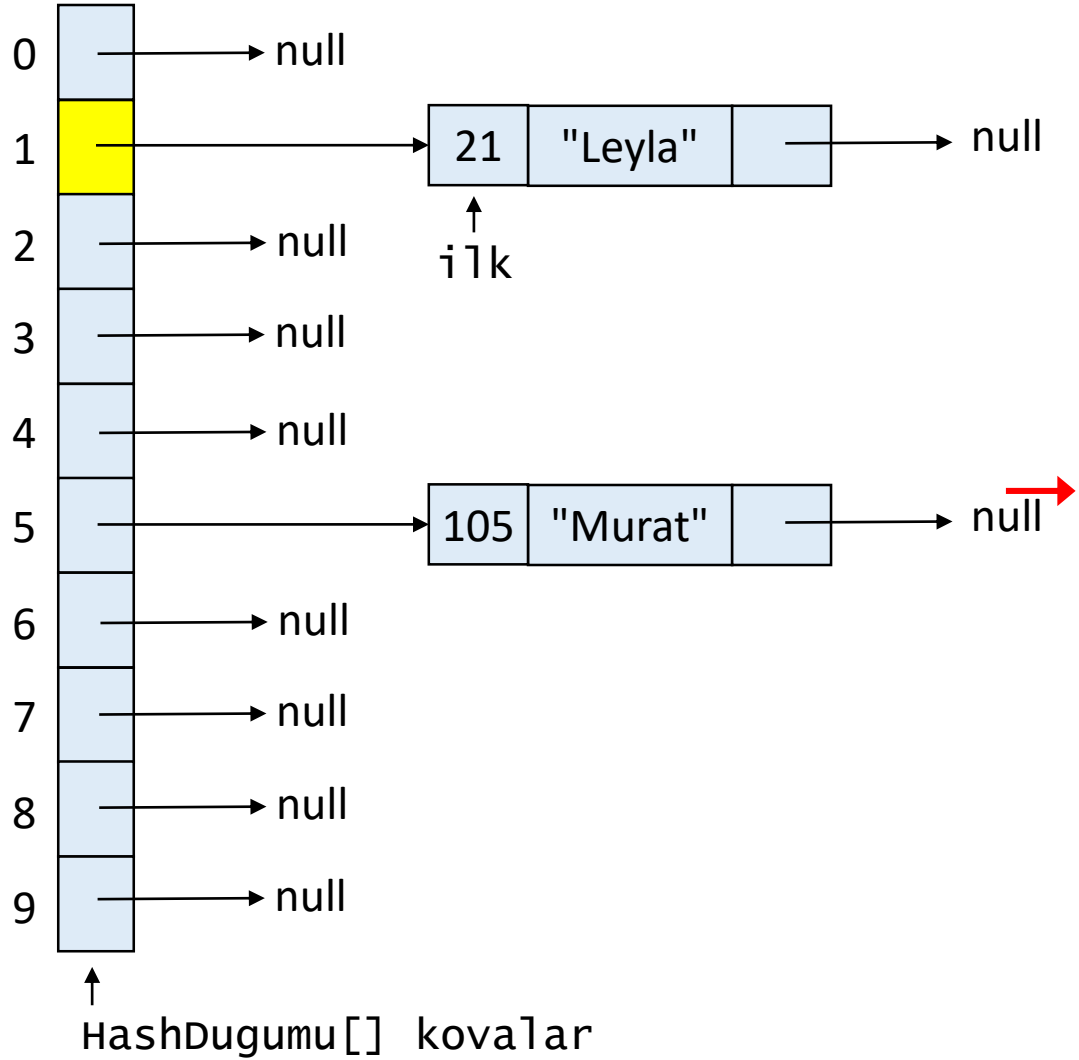 0 null
1 21 "Leyla" null
ilk
2 null
3 null
4 null
5 105 "Murat" null
6 null
7 null
8 null
9 null
HashDugumu[] kovalar